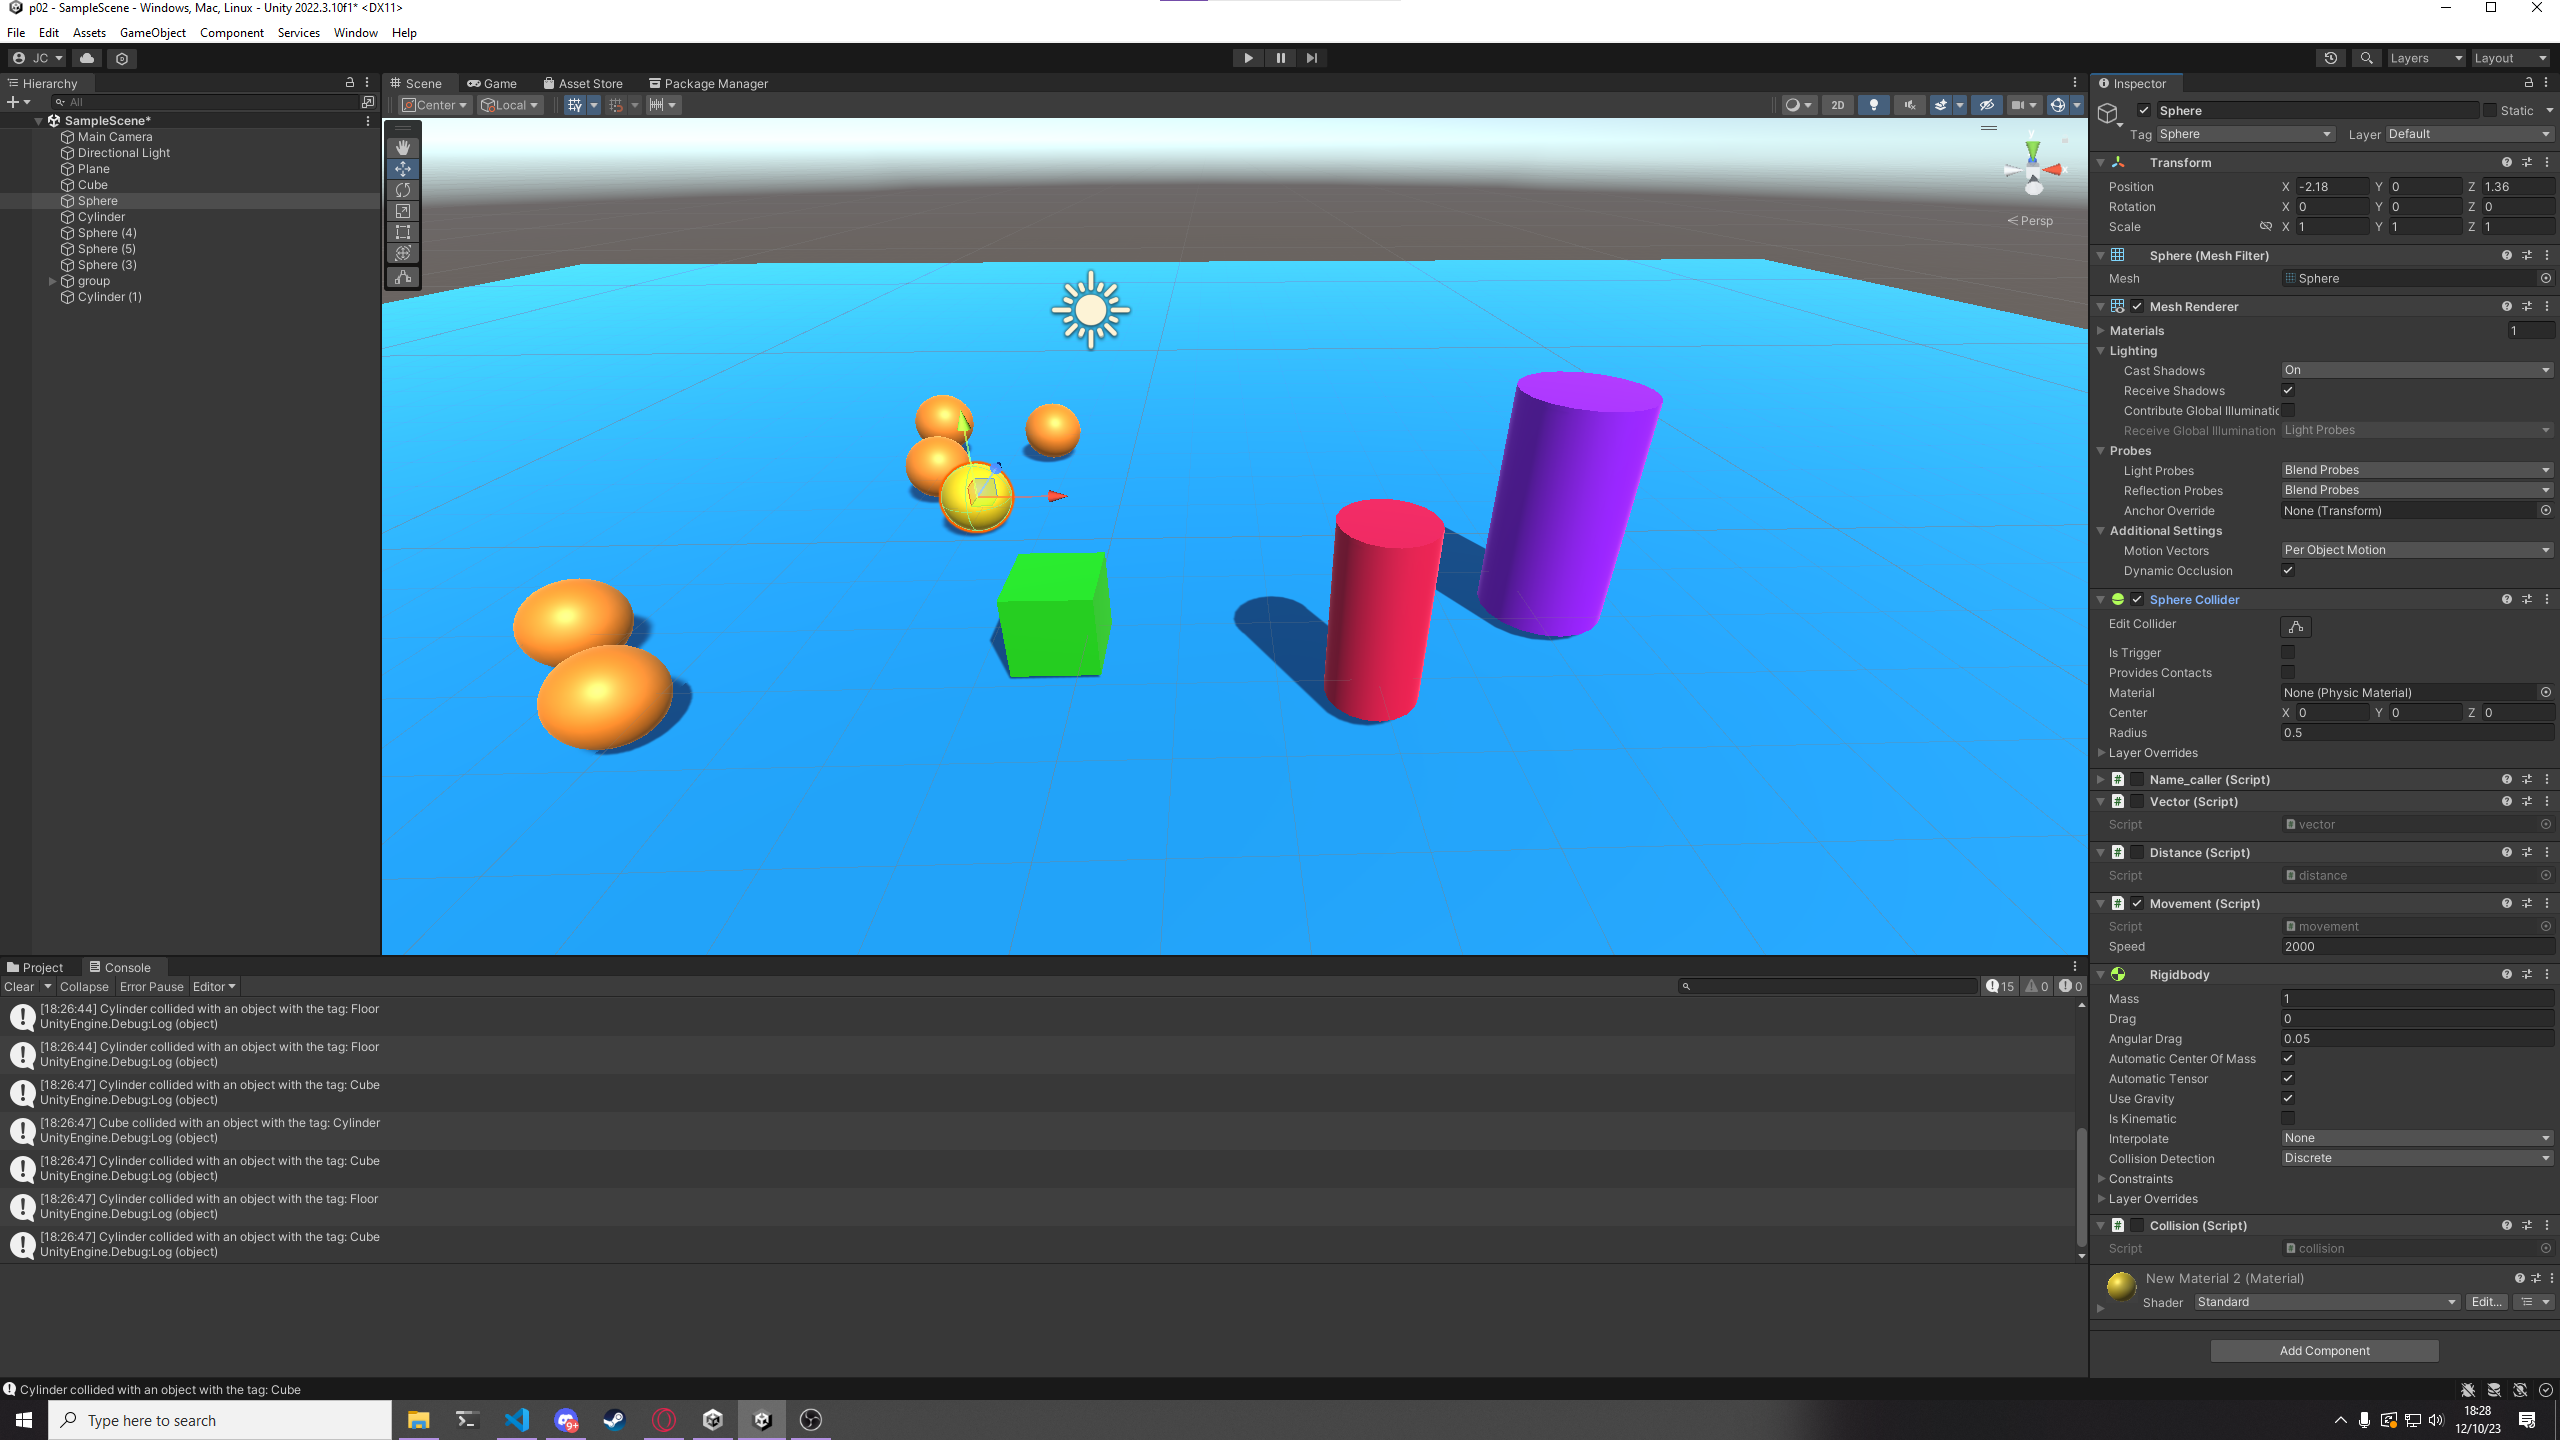 p02 - SampleScene - Windows, Mac, Linux - Unity 2022.3.10f1* <DX11>
File Edit Assets GameObject Component Services Window Help
JC
Layers Layout
Hierarchy
All
SampleScene*
Main Camera
Directional Light
Plane
Cube
Sphere
Cylinder
Sphere (4)
Sphere (5)
Sphere (3)
group
Cylinder (1)
Scene Game Asset Store Package Manager
Center Local
2D
y
x
Persp
Inspector
Sphere Static
Tag Sphere Layer Default
Transform
Position X -2.18 Y 0 Z 1.36
Rotation X 0 Y 0 Z 0
Scale X 1 Y 1 Z 1
Sphere (Mesh Filter)
Mesh Sphere
Mesh Renderer
Materials 1
Lighting
Cast Shadows On
Receive Shadows
Contribute Global Illuminatic
Receive Global Illumination Light Probes
Probes
Light Probes Blend Probes
Reflection Probes Blend Probes
Anchor Override None (Transform)
Additional Settings
Motion Vectors Per Object Motion
Dynamic Occlusion
Sphere Collider
Edit Collider
Is Trigger
Provides Contacts
Material None (Physic Material)
Center X 0 Y 0 Z 0
Radius 0.5
Layer Overrides
Name_caller (Script)
Vector (Script)
Script vector
Distance (Script)
Script distance
Movement (Script)
Script movement
Speed 2000
Rigidbody
Mass 1
Drag 0
Angular Drag 0.05
Automatic Center Of Mass
Automatic Tensor
Use Gravity
Is Kinematic
Interpolate None
Collision Detection Discrete
Constraints
Layer Overrides
Collision (Script)
Script collision
New Material 2 (Material)
Shader Standard Edit...
Add Component
Project Console
Clear Collapse Error Pause Editor
15 0 0
[18:26:44] Cylinder collided with an object with the tag: Floor
UnityEngine.Debug:Log (object)
[18:26:44] Cylinder collided with an object with the tag: Floor
UnityEngine.Debug:Log (object)
[18:26:47] Cylinder collided with an object with the tag: Cube
UnityEngine.Debug:Log (object)
[18:26:47] Cube collided with an object with the tag: Cylinder
UnityEngine.Debug:Log (object)
[18:26:47] Cylinder collided with an object with the tag: Cube
UnityEngine.Debug:Log (object)
[18:26:47] Cylinder collided with an object with the tag: Floor
UnityEngine.Debug:Log (object)
[18:26:47] Cylinder collided with an object with the tag: Cube
UnityEngine.Debug:Log (object)
Cylinder collided with an object with the tag: Cube
Type here to search
9+
18:28
12/10/23